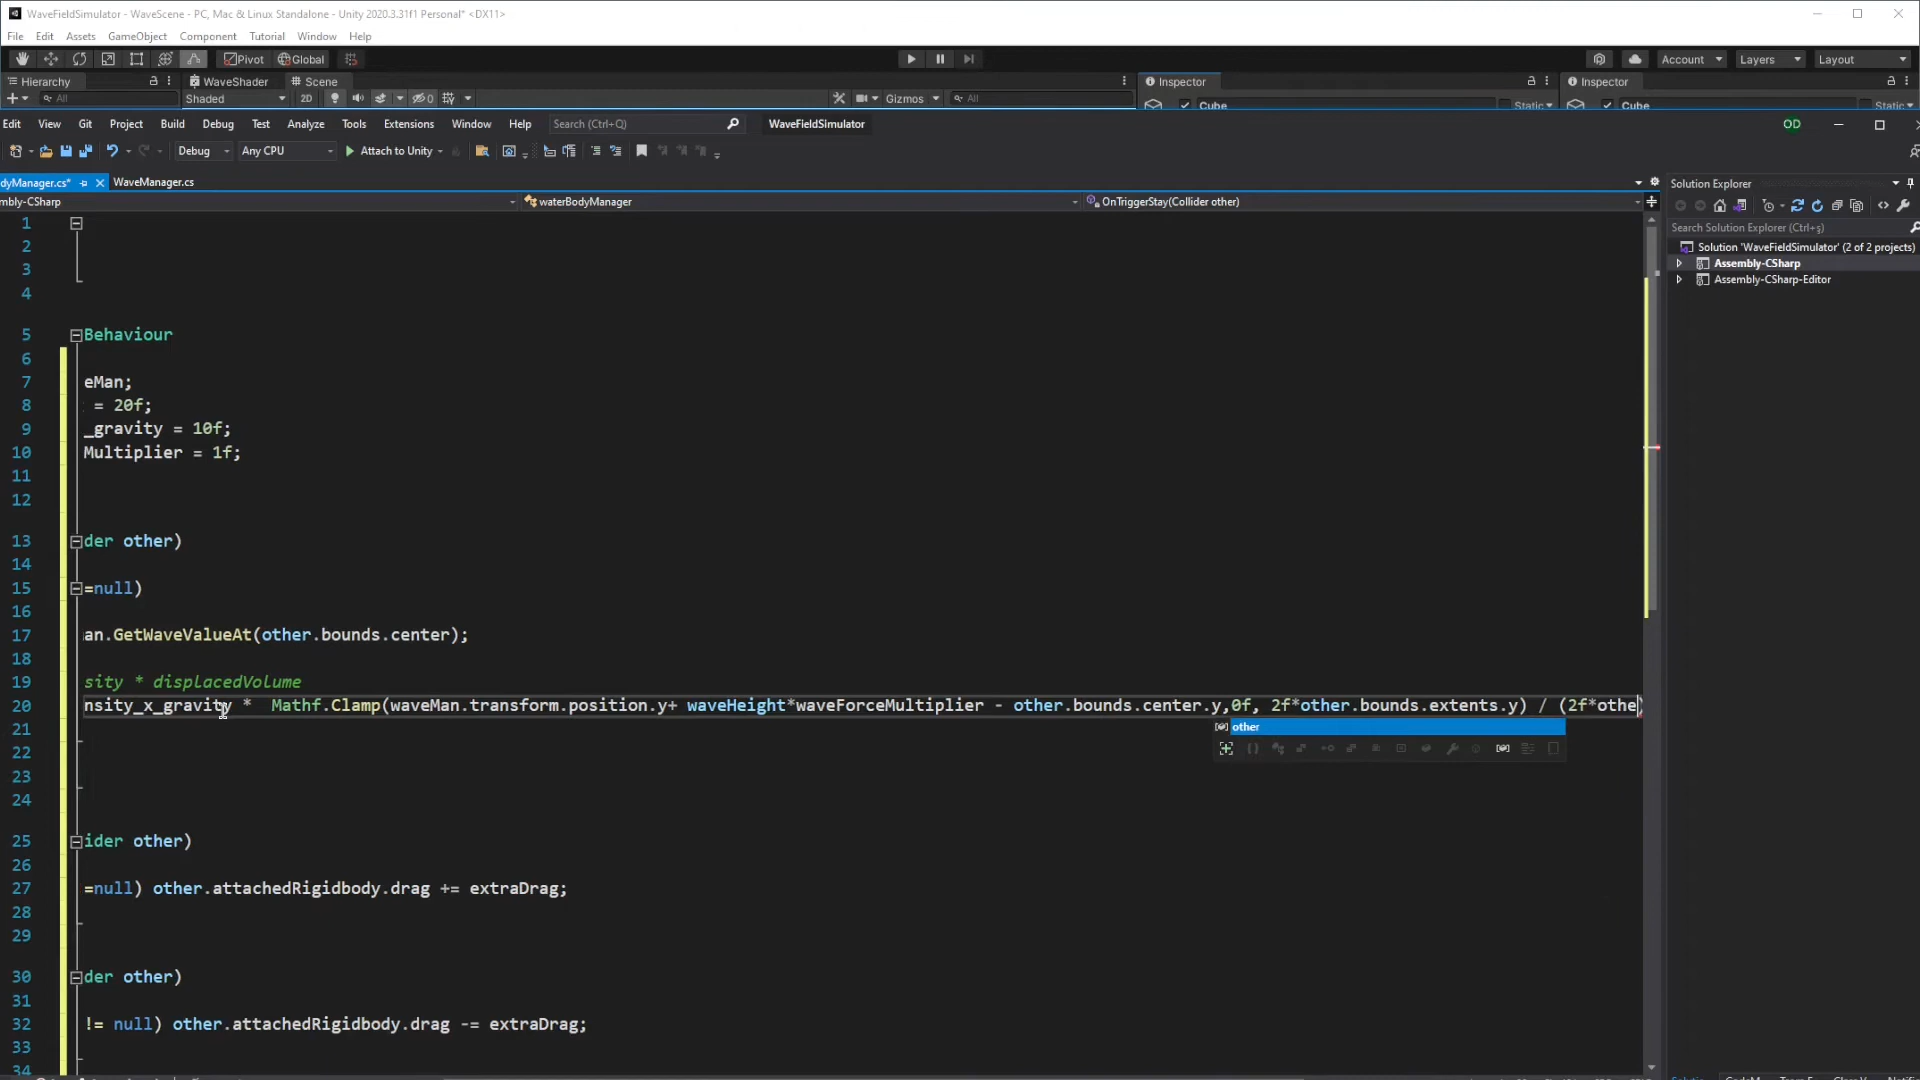 WaveFieldSimulator - WaveScene - PC, Mac & Linux Standalone - Unity 2020.3.31f1 Personal* <DX11>
File Edit Assets GameObject Component Tutorial Window Help
Pivot Global Account Layers Layout
Hierarchy WaveShader Scene Inspector Inspector
All Shaded 2D 0 Gizmos All Cube Static Cube Static
Edit View Git Project Build Debug Test Analyze Tools Extensions Window Help Search (Ctrl+Q) WaveFieldSimulator OD
Debug Any CPU Attach to Unity
dyManager.cs* WaveManager.cs Solution Explorer
mbly-CSharp waterBodyManager OnTriggerStay(Collider other)
Search Solution Explorer (Ctrl+ş)
Solution 'WaveFieldSimulator' (2 of 2 projects)
Assembly-CSharp
Assembly-CSharp-Editor
1
2
3
4
5 Behaviour
6
7 eMan;
8 = 20f;
9 _gravity = 10f;
10 Multiplier = 1f;
11
12
13 der other)
14
15 =null)
16
17 an.GetWaveValueAt(other.bounds.center);
18
19 sity * displacedVolume
20 nsity_x_gravity *  Mathf.Clamp(waveMan.transform.position.y+ waveHeight*waveForceMultiplier - other.bounds.center.y,0f, 2f*other.bounds.extents.y) / (2f*othe)
other
21
22
23
24
25 ider other)
26
27 =null) other.attachedRigidbody.drag += extraDrag;
28
29
30 der other)
31
32 != null) other.attachedRigidbody.drag -= extraDrag;
33
34